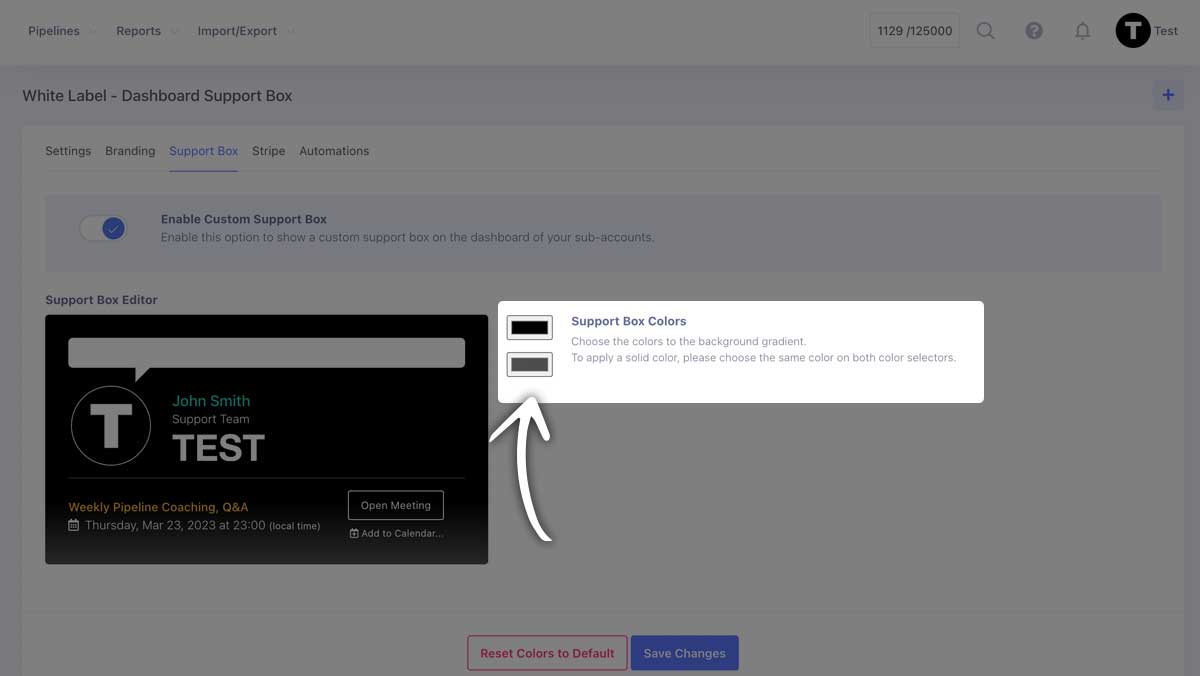 Pipelines Reports Import/Export 1129 /125000 ? T Test
White Label - Dashboard Support Box +
Settings Branding Support Box Stripe Automations
Enable Custom Support Box
Enable this option to show a custom support box on the dashboard of your sub-accounts.
Support Box Editor
Support Box Colors
Choose the colors to the background gradient.
To apply a solid color, please choose the same color on both color selectors.
T
John Smith
Support Team
TEST
Weekly Pipeline Coaching, Q&A
Thursday, Mar 23, 2023 at 23:00 (local time)
Open Meeting
Add to Calendar...
Reset Colors to Default Save Changes